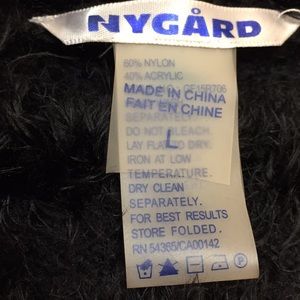 NYGÅRD
60% NYLON
40% ACRYLIC
MADE IN CHINA
FAIT EN CHINE
SEPARATELY.
DO NOT BLEACH.
L
LAY FLAT TO DRY.
IRON AT LOW
TEMPERATURE.
DRY CLEAN
SEPARATELY.
FOR BEST RESULTS
STORE FOLDED.
RN 54365/CA00142